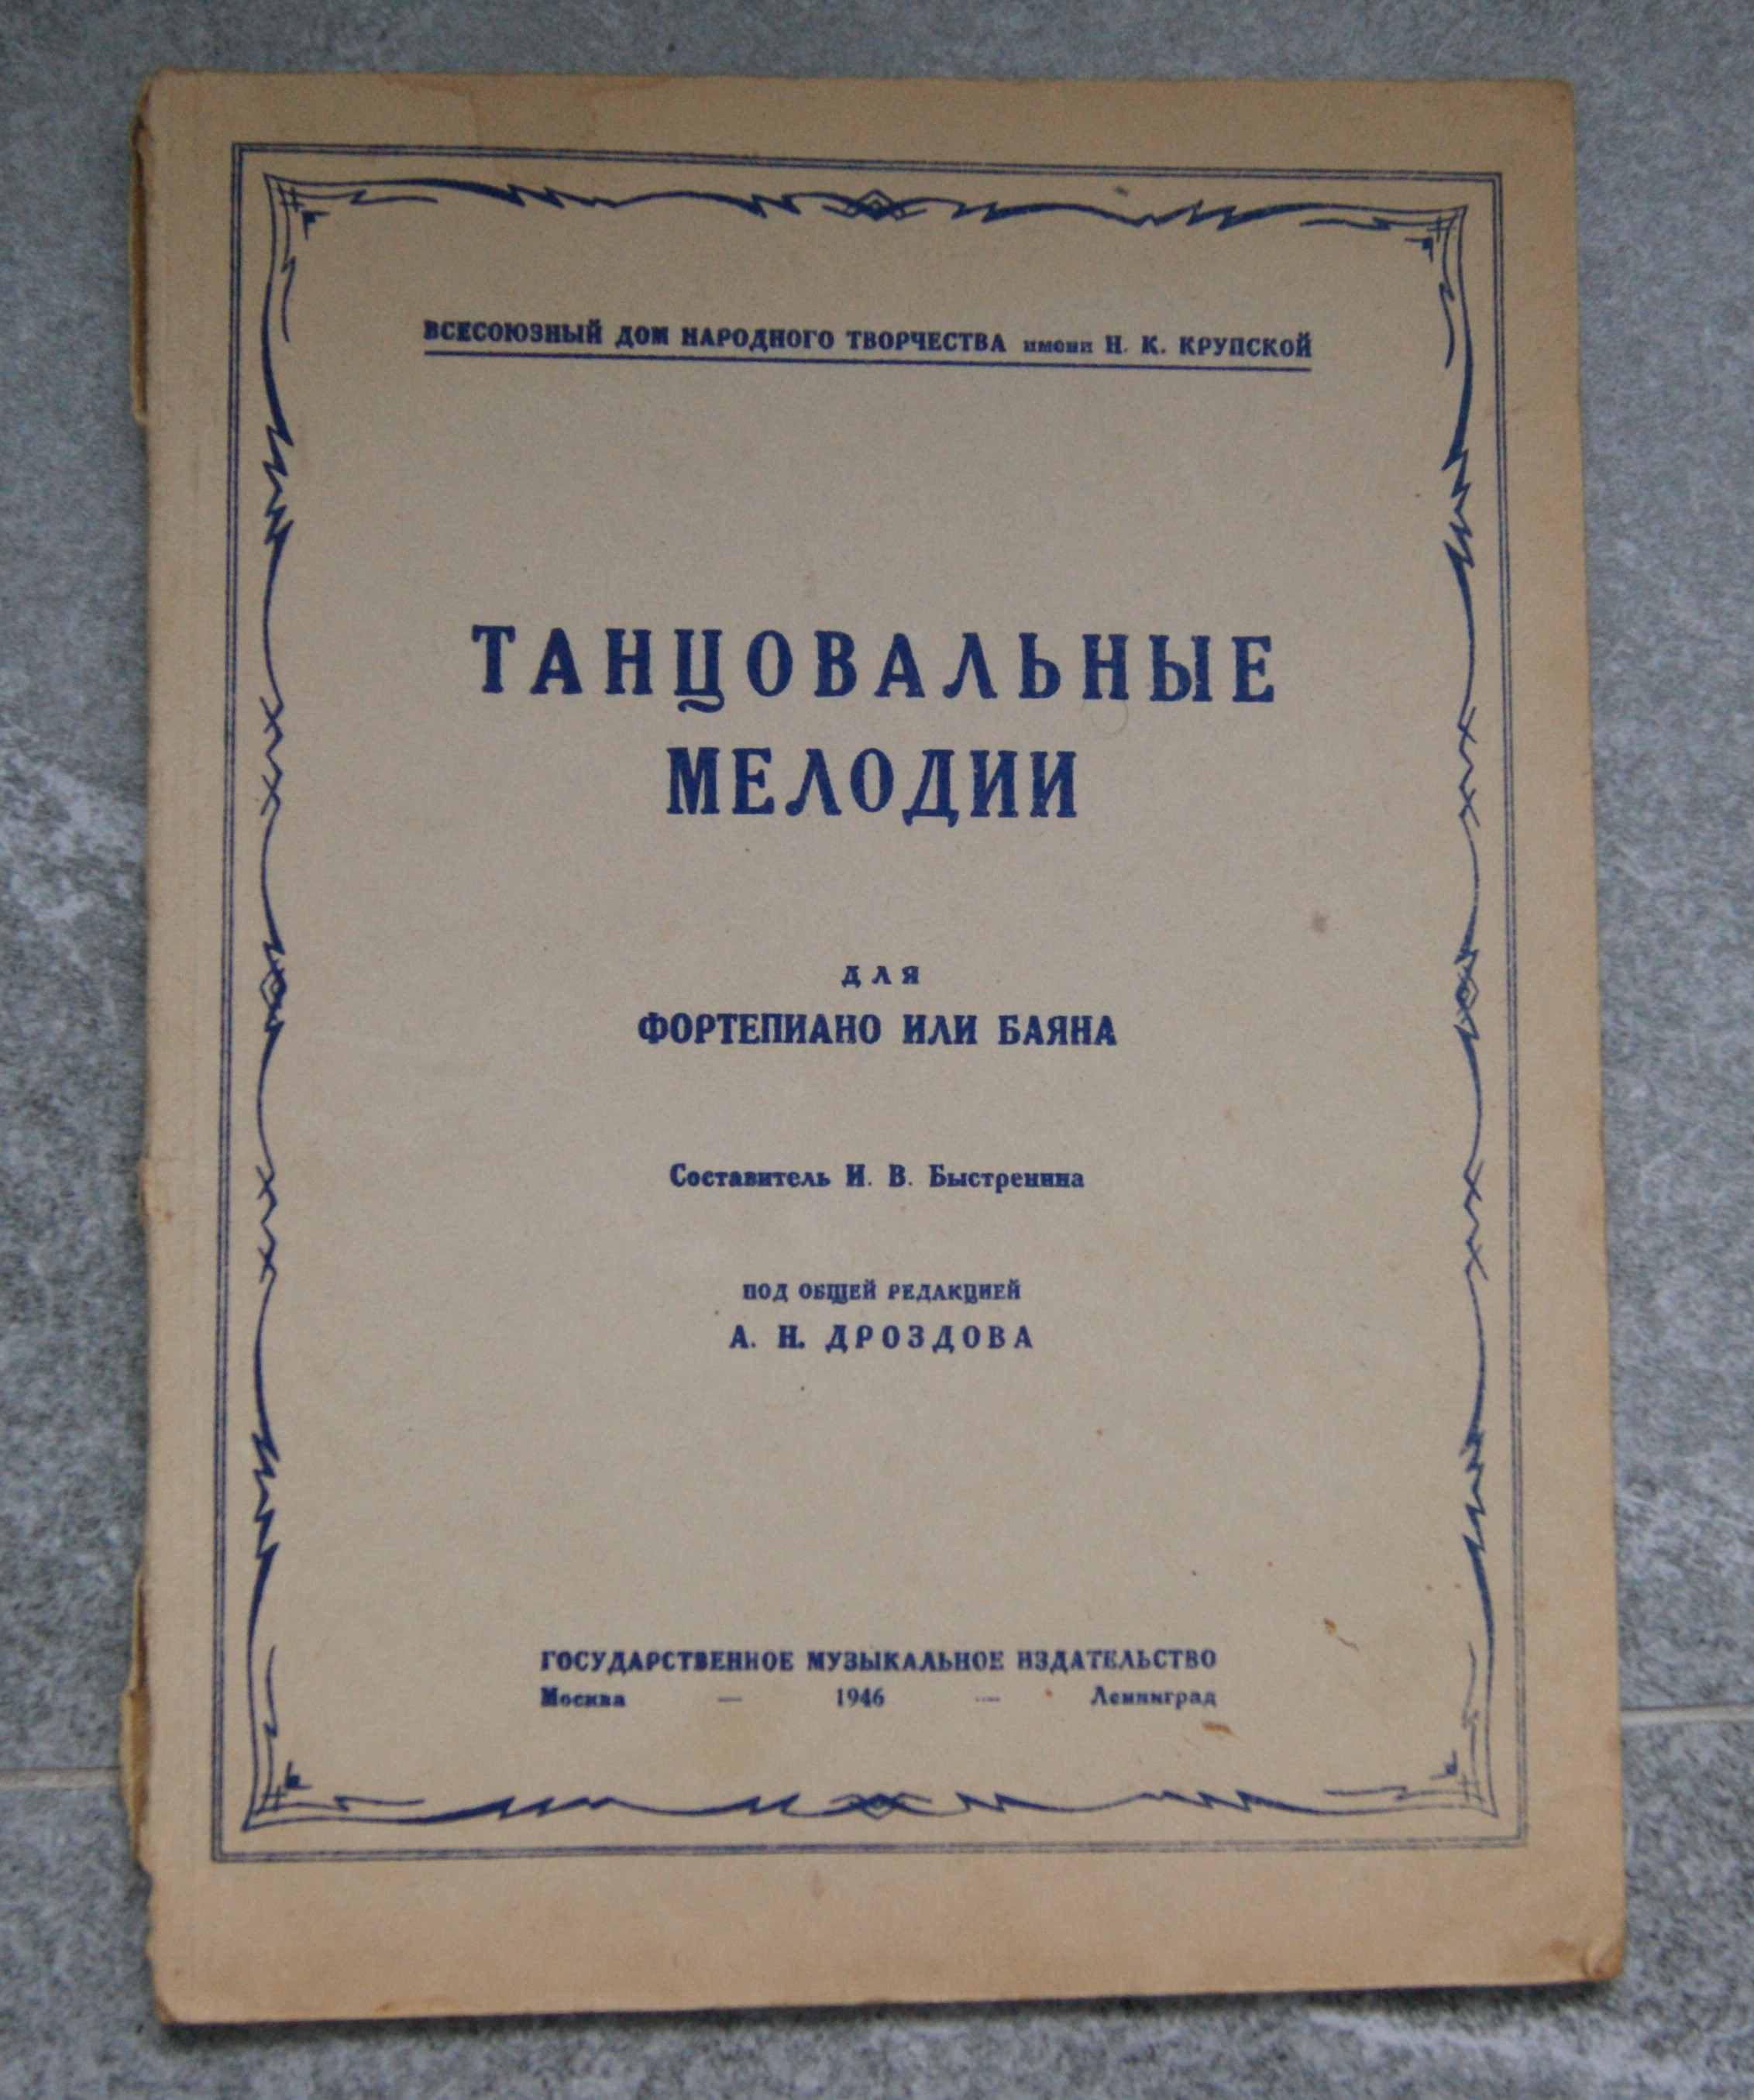 ВСЕСОЮЗНЫЙ ДОМ НАРОДНОГО ТВОРЧЕСТВА имени Н. К. КРУПСКОЙ
ТАНЦОВАЛЬНЫЕ
МЕЛОДИИ
ДЛЯ
ФОРТЕПИАНО ИЛИ БАЯНА
Составитель И. В. Быстренина
ПОД ОБЩЕЙ РЕДАКЦИЕЙ
А. Н. ДРОЗДОВА
ГОСУДАРСТВЕННОЕ МУЗЫКАЛЬНОЕ ИЗДАТЕЛЬСТВО
Москва — 1946 — Ленинград